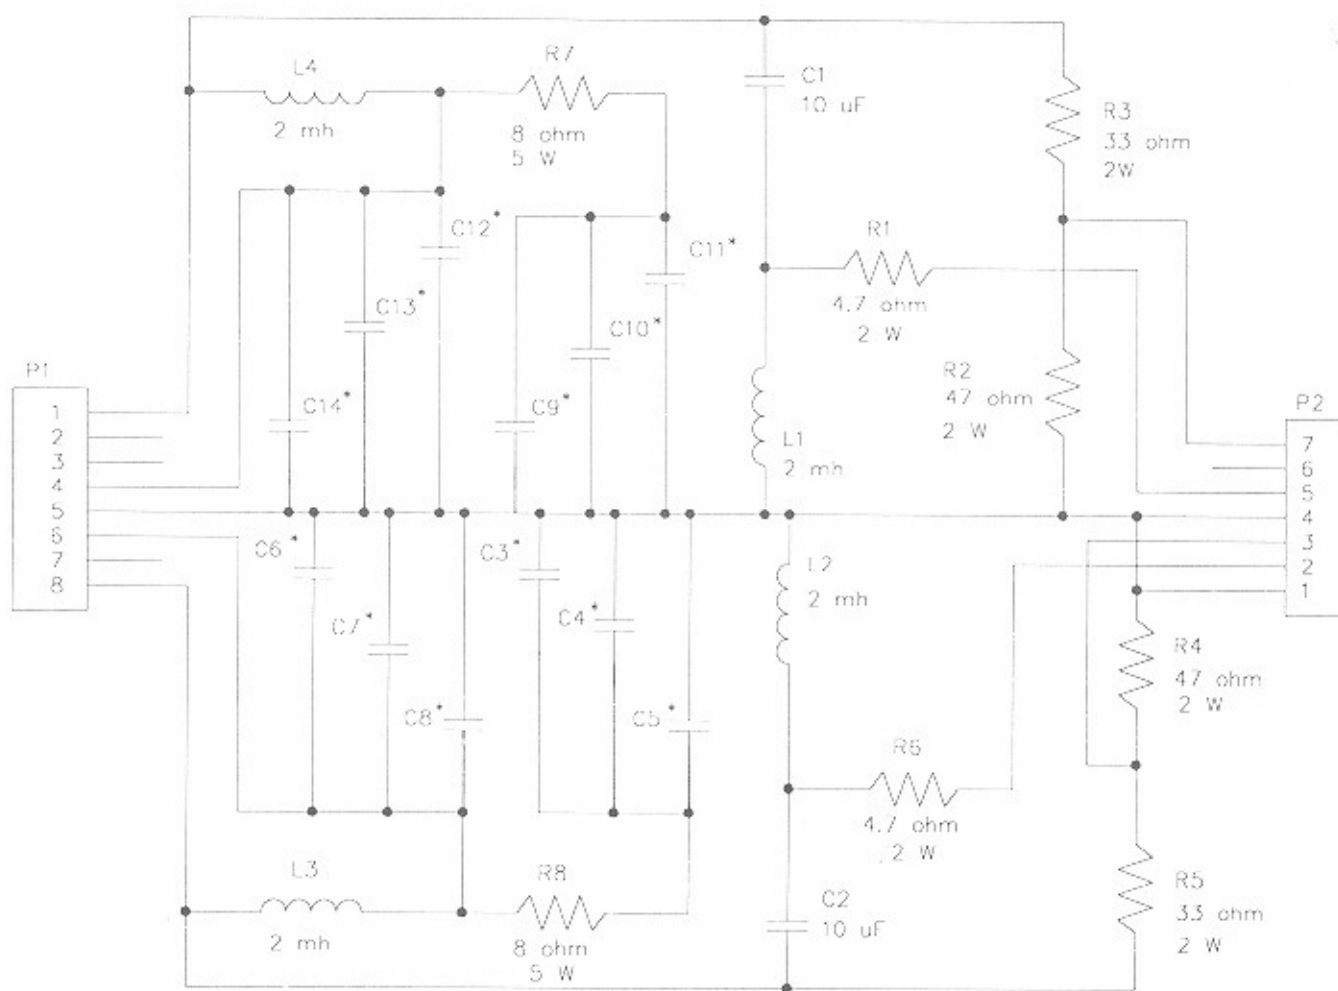 L4
2 mh
R7
8 ohm
5 W
C1
10 uF
R3
33 ohm
2W
C12*
C11*
R1
4.7 ohm
2 W
C13*
C10*
P1
C14*
C9*
R2
47 ohm
2 W
P2
L1
2 mh
1
2
3
4
5
6
7
8
7
6
5
4
3
2
1
C6*
C3*
L2
2 mh
C7*
C4*
R4
47 ohm
2 W
C8*
C5*
R6
4.7 ohm
2 W
L3
2 mh
R8
8 ohm
5 W
C2
10 uF
R5
33 ohm
2 W